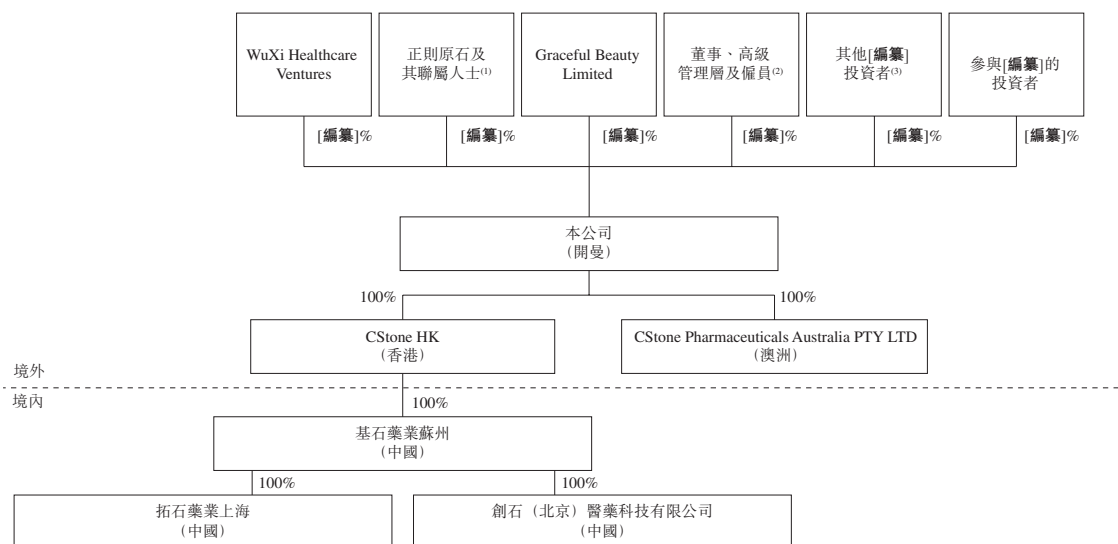 WuXi Healthcare
Ventures
正則原石及
其聯屬人士(1)
Graceful Beauty
Limited
董事、高級
管理層及僱員(2)
其他[編纂]
投資者(3)
參與[編纂]的
投資者
[編纂]%
[編纂]%
[編纂]%
[編纂]%
[編纂]%
[編纂]%
本公司
（開曼）
100%
100%
CStone HK
（香港）
CStone Pharmaceuticals Australia PTY LTD
（澳洲）
境外
境內
100%
基石藥業蘇州
（中國）
100%
100%
拓石藥業上海
（中國）
創石（北京）醫藥科技有限公司
（中國）